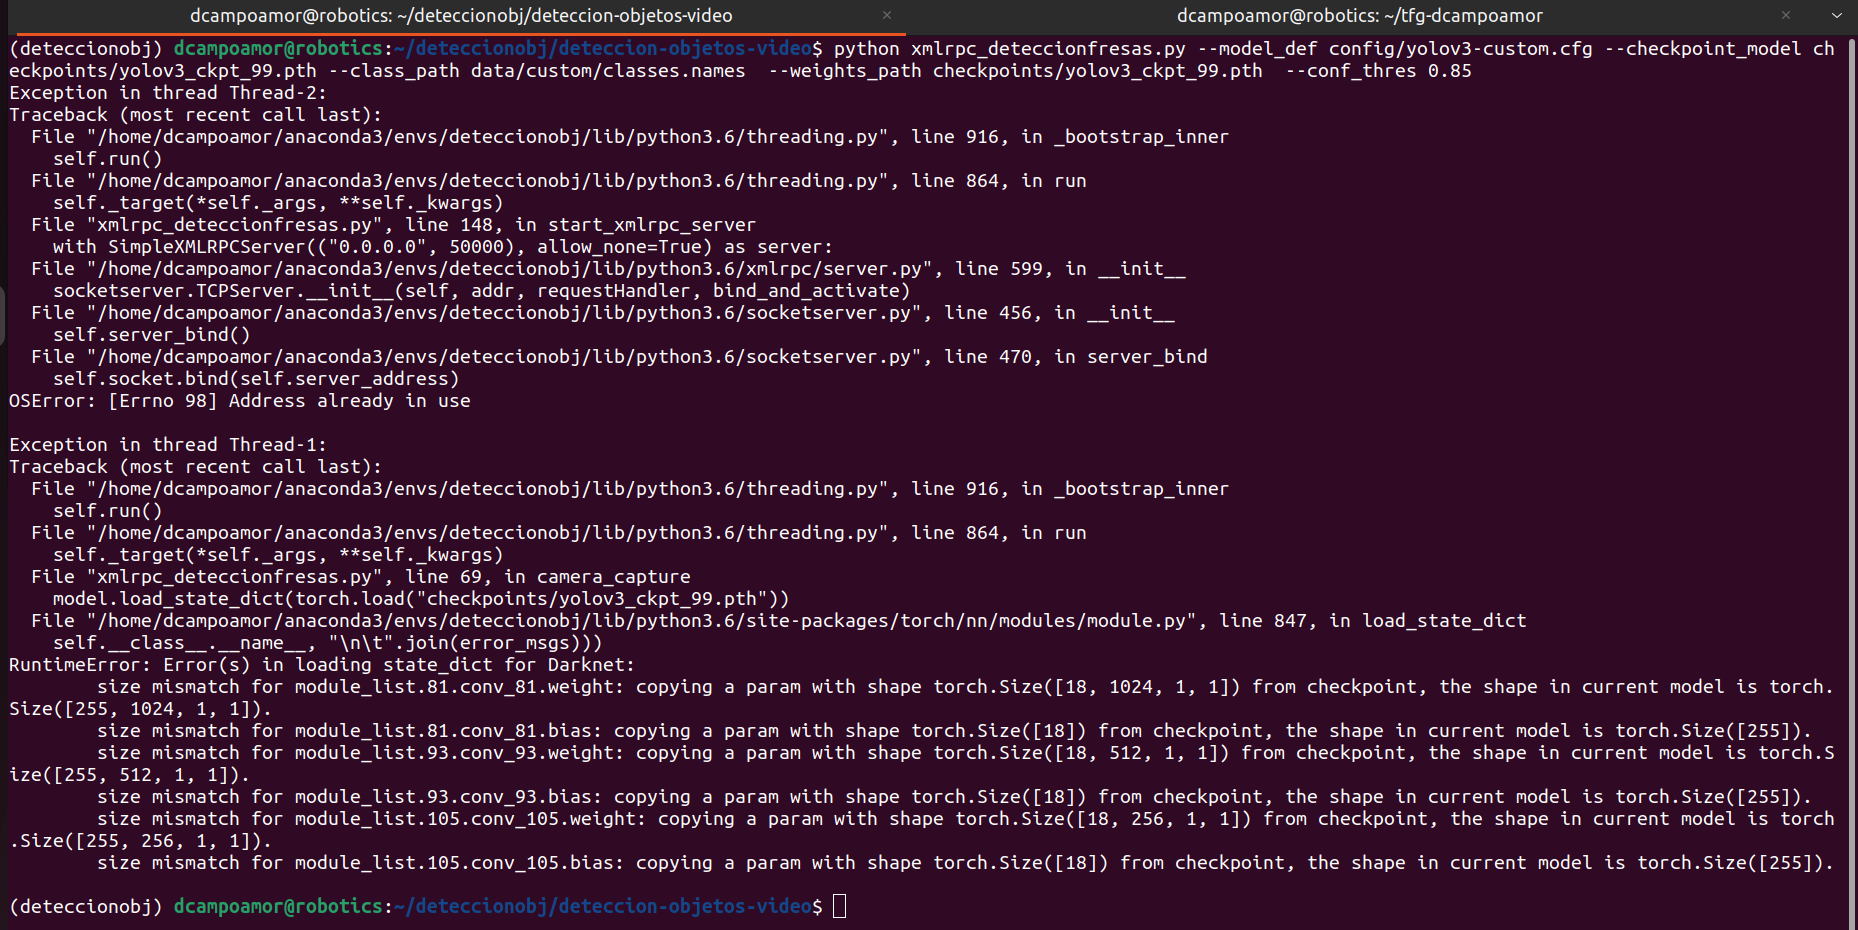 dcampoamor@robotics: ~/deteccionobj/deteccion-objetos-video × dcampoamor@robotics: ~/tfg-dcampoamor ×
(deteccionobj) dcampoamor@robotics:~/deteccionobj/deteccion-objetos-video$ python xmlrpc_deteccionfresas.py --model_def config/yolov3-custom.cfg --checkpoint_model ch
eckpoints/yolov3_ckpt_99.pth --class_path data/custom/classes.names  --weights_path checkpoints/yolov3_ckpt_99.pth  --conf_thres 0.85
Exception in thread Thread-2:
Traceback (most recent call last):
  File "/home/dcampoamor/anaconda3/envs/deteccionobj/lib/python3.6/threading.py", line 916, in _bootstrap_inner
    self.run()
  File "/home/dcampoamor/anaconda3/envs/deteccionobj/lib/python3.6/threading.py", line 864, in run
    self._target(*self._args, **self._kwargs)
  File "xmlrpc_deteccionfresas.py", line 148, in start_xmlrpc_server
    with SimpleXMLRPCServer(("0.0.0.0", 50000), allow_none=True) as server:
  File "/home/dcampoamor/anaconda3/envs/deteccionobj/lib/python3.6/xmlrpc/server.py", line 599, in __init__
    socketserver.TCPServer.__init__(self, addr, requestHandler, bind_and_activate)
  File "/home/dcampoamor/anaconda3/envs/deteccionobj/lib/python3.6/socketserver.py", line 456, in __init__
    self.server_bind()
  File "/home/dcampoamor/anaconda3/envs/deteccionobj/lib/python3.6/socketserver.py", line 470, in server_bind
    self.socket.bind(self.server_address)
OSError: [Errno 98] Address already in use

Exception in thread Thread-1:
Traceback (most recent call last):
  File "/home/dcampoamor/anaconda3/envs/deteccionobj/lib/python3.6/threading.py", line 916, in _bootstrap_inner
    self.run()
  File "/home/dcampoamor/anaconda3/envs/deteccionobj/lib/python3.6/threading.py", line 864, in run
    self._target(*self._args, **self._kwargs)
  File "xmlrpc_deteccionfresas.py", line 69, in camera_capture
    model.load_state_dict(torch.load("checkpoints/yolov3_ckpt_99.pth"))
  File "/home/dcampoamor/anaconda3/envs/deteccionobj/lib/python3.6/site-packages/torch/nn/modules/module.py", line 847, in load_state_dict
    self.__class__.__name__, "\n\t".join(error_msgs)))
RuntimeError: Error(s) in loading state_dict for Darknet:
        size mismatch for module_list.81.conv_81.weight: copying a param with shape torch.Size([18, 1024, 1, 1]) from checkpoint, the shape in current model is torch.
Size([255, 1024, 1, 1]).
        size mismatch for module_list.81.conv_81.bias: copying a param with shape torch.Size([18]) from checkpoint, the shape in current model is torch.Size([255]).
        size mismatch for module_list.93.conv_93.weight: copying a param with shape torch.Size([18, 512, 1, 1]) from checkpoint, the shape in current model is torch.S
ize([255, 512, 1, 1]).
        size mismatch for module_list.93.conv_93.bias: copying a param with shape torch.Size([18]) from checkpoint, the shape in current model is torch.Size([255]).
        size mismatch for module_list.105.conv_105.weight: copying a param with shape torch.Size([18, 256, 1, 1]) from checkpoint, the shape in current model is torch
.Size([255, 256, 1, 1]).
        size mismatch for module_list.105.conv_105.bias: copying a param with shape torch.Size([18]) from checkpoint, the shape in current model is torch.Size([255]).

(deteccionobj) dcampoamor@robotics:~/deteccionobj/deteccion-objetos-video$